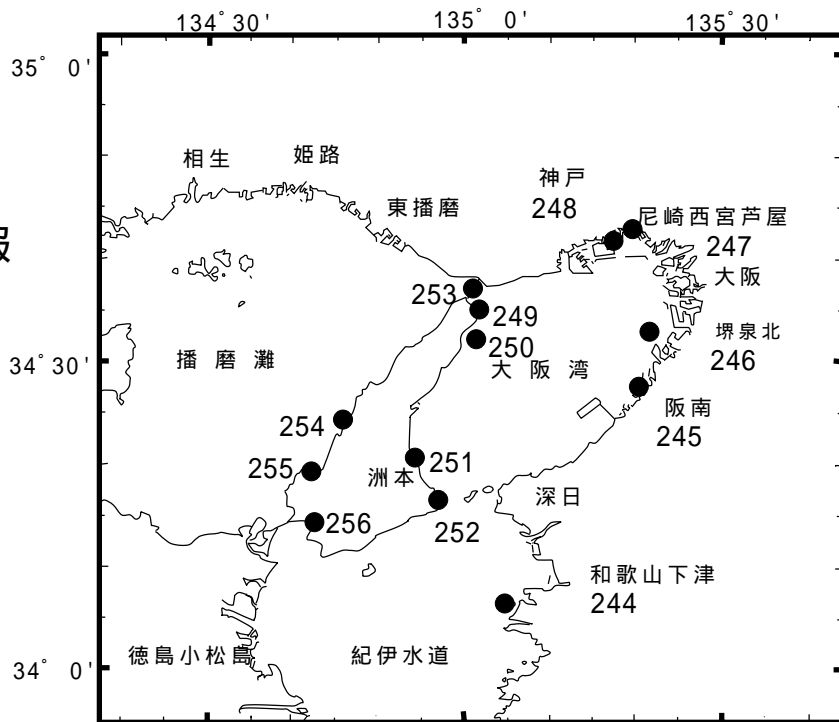 134°30' 135° 0' 135°30'
35° 0'
相生 姫路
神戸
東播磨 248 尼崎西宮芦屋
報
247
大阪
253
249
堺泉北
34°30' 播磨灘 250 大阪湾 246
阪南
254 245
251
255 洲本
深日
256 252
和歌山下津
244
34° 0' 徳島小松島 紀伊水道